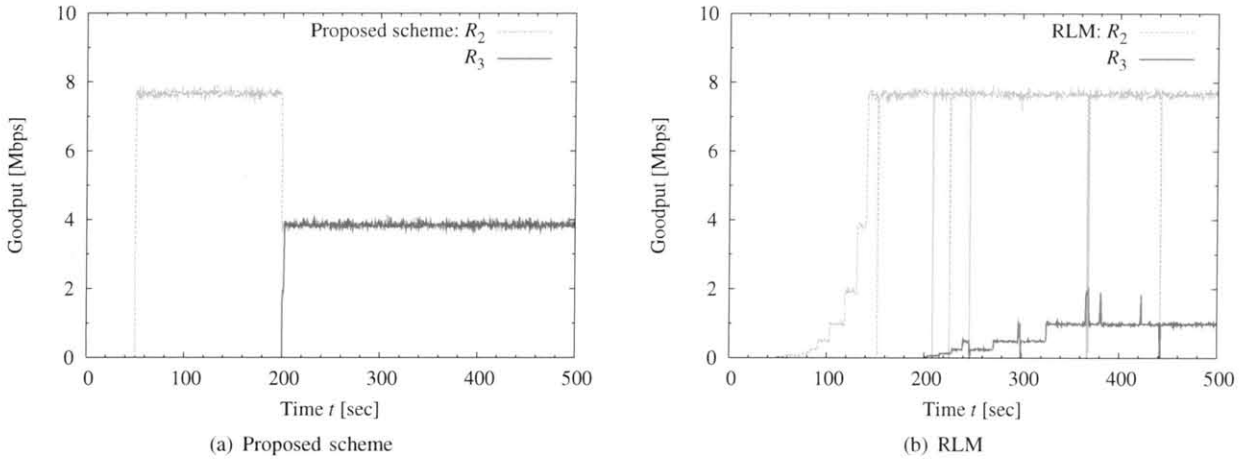 10
8
6
4
2
0
Goodput [Mbps]
Proposed scheme: R2
R3
0 100 200 300 400 500
Time t [sec]
(a) Proposed scheme
10
8
6
4
2
0
Goodput [Mbps]
RLM: R2
R3
0 100 200 300 400 500
Time t [sec]
(b) RLM